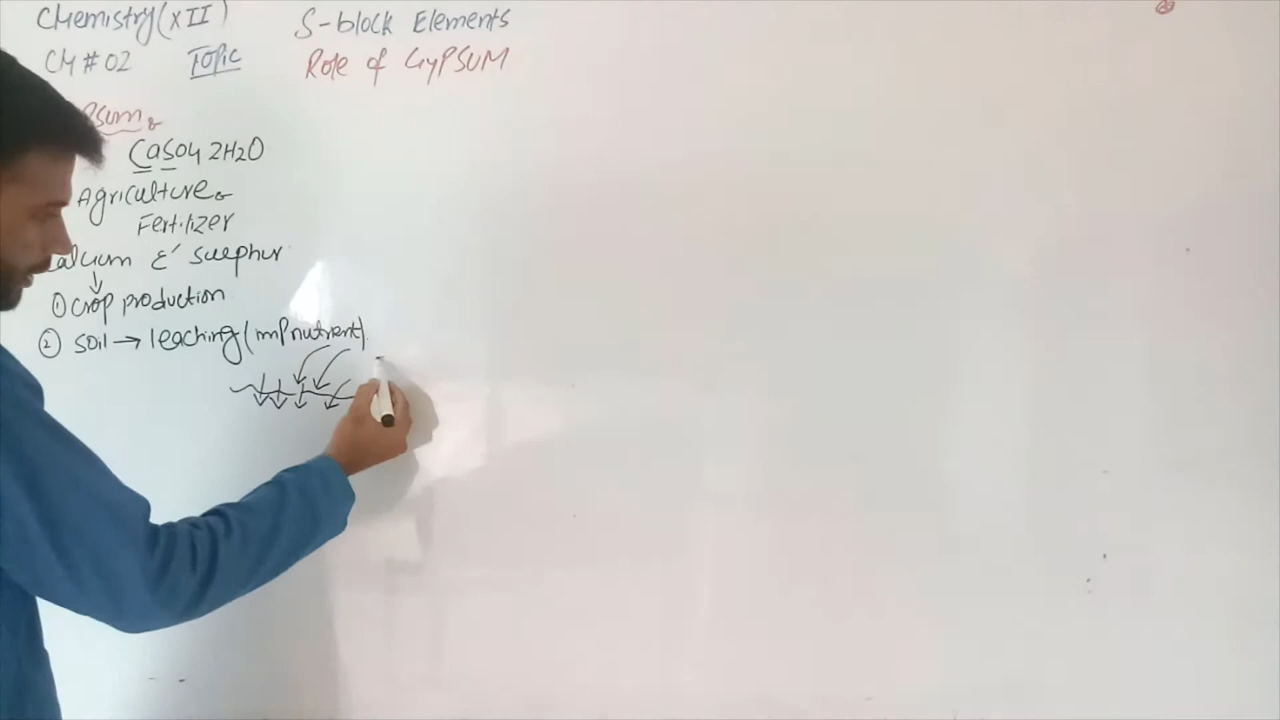 Chemistry(XII) S-block Elements
CH # 02 Topic Role of GyPSUM
psum
CaSO4 2H2O
Agriculture
Fertilizer
alcium & sulphur
① crop production
② soil → leaching (imp nutrient)